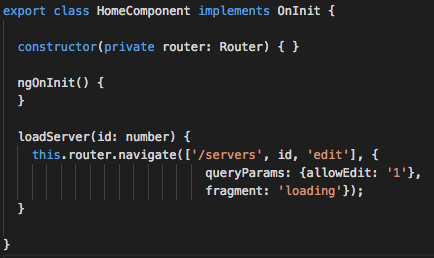 export class HomeComponent implements OnInit {
constructor(private router: Router) { }
ngOnInit() {
}
loadServer(id: number) {
this.router.navigate(['/servers', id, 'edit'], {
queryParams: {allowEdit: '1'},
fragment: 'loading'});
}
}